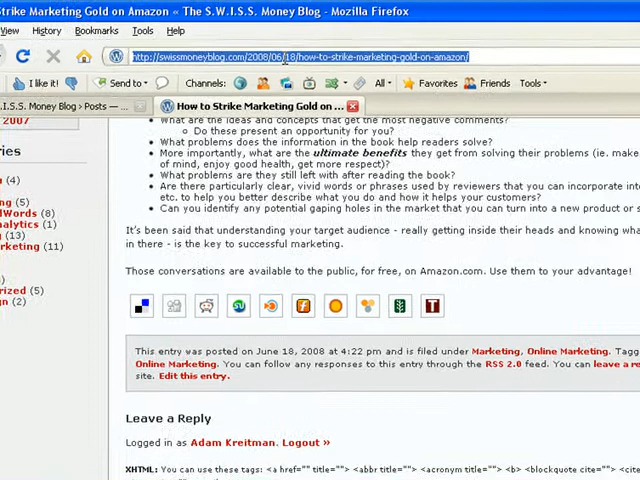 Strike Marketing Gold on Amazon « The S.W.I.S.S. Money Blog - Mozilla Firefox
View History Bookmarks Tools Help
http://swissmoneyblog.com/2008/06/18/how-to-strike-marketing-gold-on-amazon/
I like it! Send to Channels: All Favorites Tools
.I.S.S. Money Blog › Posts — ... How to Strike Marketing Gold on ...
2007
ries
(4)
ng (5)
dWords (8)
alytics (1)
g (13)
arketing (11)
)
rized (5)
gn (2)
What are the ideas and concepts that get the most negative comments?
Do these present an opportunity for you?
What problems does the information in the book help readers solve?
More importantly, what are the ultimate benefits they get from solving their problems (ie. make
of mind, enjoy good health, get more respect)?
What problems are they still left with after reading the book?
Are there particularly clear, vivid words or phrases used by reviewers that you can incorporate int
etc. to help you better describe what you do and how it helps your customers?
Can you identify any potential gaping holes in the market that you can turn into a new product or s
It's been said that understanding your target audience - really getting inside their heads and knowing wha
in there - is the key to successful marketing.
Those conversations are available to the public, for free, on Amazon.com. Use them to your advantage!
This entry was posted on June 18, 2008 at 4:22 pm and is filed under Marketing, Online Marketing. Tagg
Online Marketing. You can follow any responses to this entry through the RSS 2.0 feed. You can leave a re
site. Edit this entry.
Leave a Reply
Logged in as Adam Kreitman. Logout »
XHTML: You can use these tags: <a href="" title=""> <abbr title=""> <acronym title=""> <b> <blockquote cite=""> <cite